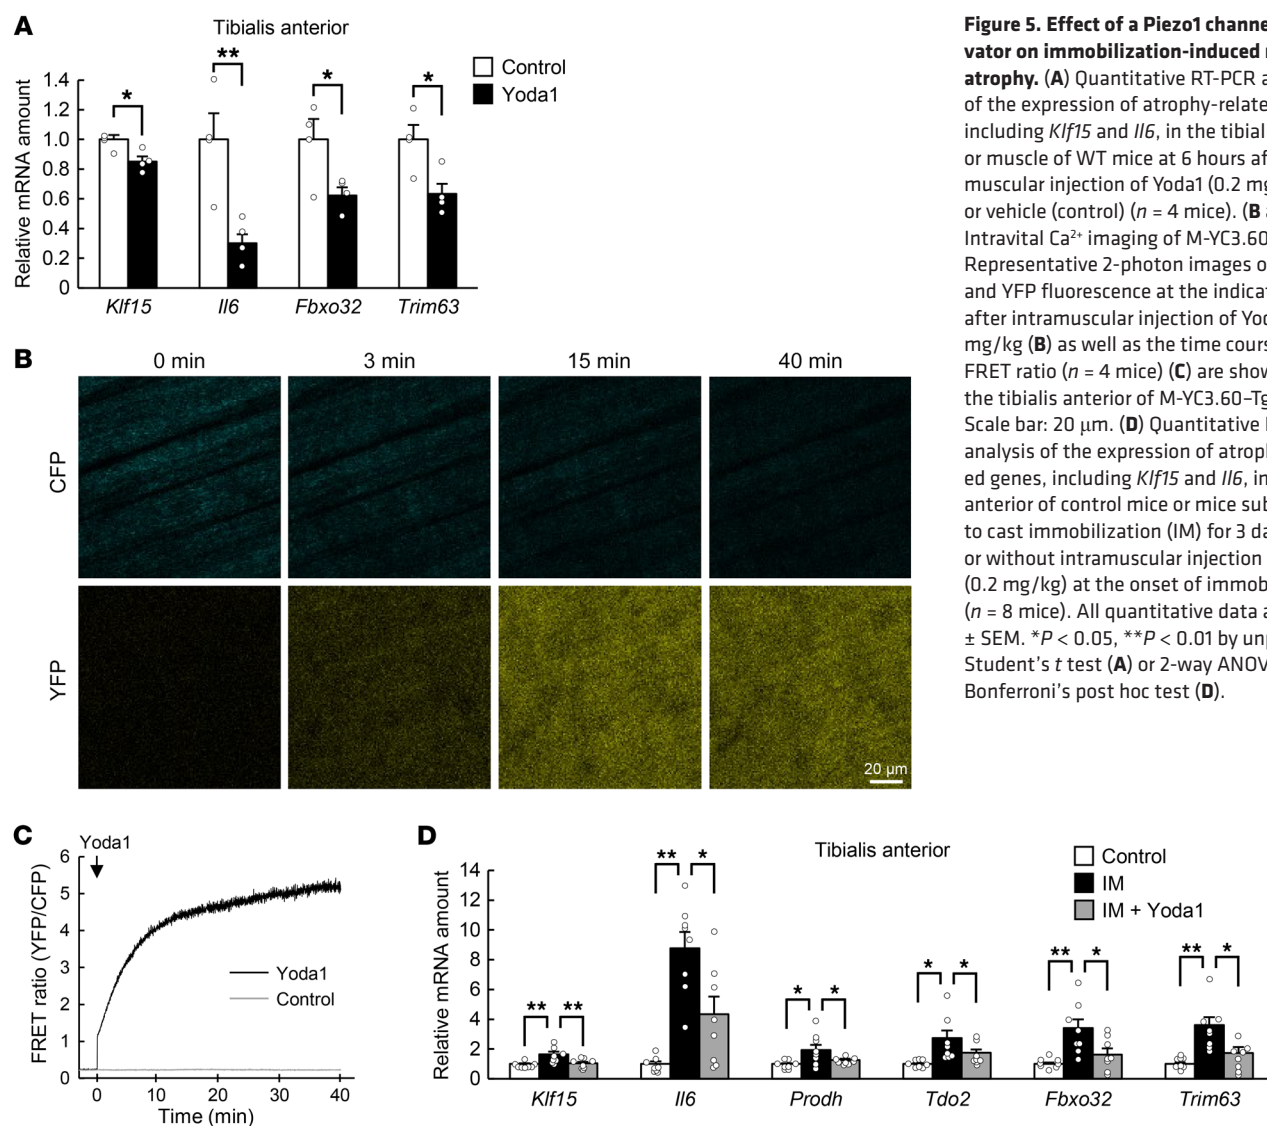 A
Tibialis anterior
Control
Yoda1
Relative mRNA amount
1.4
1.2
1.0
0.8
0.6
0.4
0.2
0
*
**
*
*
Klf15
Il6
Fbxo32
Trim63
Figure 5. Effect of a Piezo1 channe
vator on immobilization-induced
atrophy. (A) Quantitative RT-PCR a
of the expression of atrophy-relate
including Klf15 and Il6, in the tibial
or muscle of WT mice at 6 hours af
muscular injection of Yoda1 (0.2 mg
or vehicle (control) (n = 4 mice). (B
Intravital Ca2+ imaging of M-YC3.60
Representative 2-photon images o
and YFP fluorescence at the indicat
after intramuscular injection of Yoc
mg/kg (B) as well as the time cours
FRET ratio (n = 4 mice) (C) are show
the tibialis anterior of M-YC3.60–Tg
Scale bar: 20 μm. (D) Quantitative
analysis of the expression of atroph
ed genes, including Klf15 and Il6, in
anterior of control mice or mice sub
to cast immobilization (IM) for 3 da
or without intramuscular injection
(0.2 mg/kg) at the onset of immob
(n = 8 mice). All quantitative data a
± SEM. *P < 0.05, **P < 0.01 by unp
Student's t test (A) or 2-way ANOV
Bonferroni's post hoc test (D).
B
0 min
3 min
15 min
40 min
CFP
YFP
20 μm
C
Yoda1
FRET ratio (YFP/CFP)
6
5
4
3
2
1
0
Yoda1
Control
0
10
20
30
40
Time (min)
D
Tibialis anterior
Control
IM
IM + Yoda1
Relative mRNA amount
14
12
10
8
6
4
2
0
** **
** *
* *
* *
** *
** *
Klf15
Il6
Prodh
Tdo2
Fbxo32
Trim63